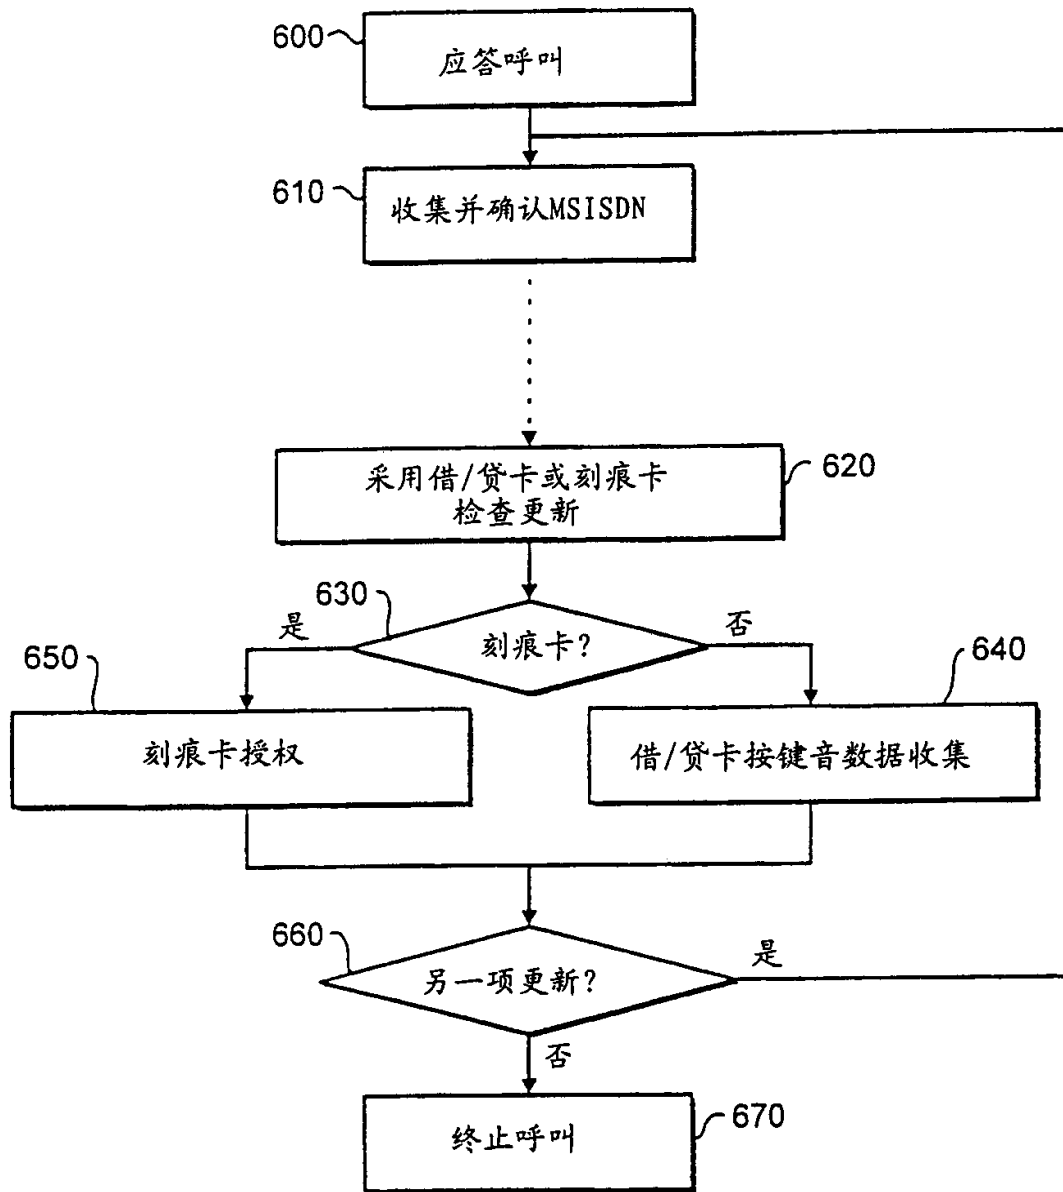 600
应答呼叫
610
收集并确认MSISDN
采用借/贷卡或刻痕卡
检查更新
620
630
是
刻痕卡?
否
650
640
刻痕卡授权
借/贷卡按键音数据收集
660
另一项更新?
是
否
终止呼叫
670